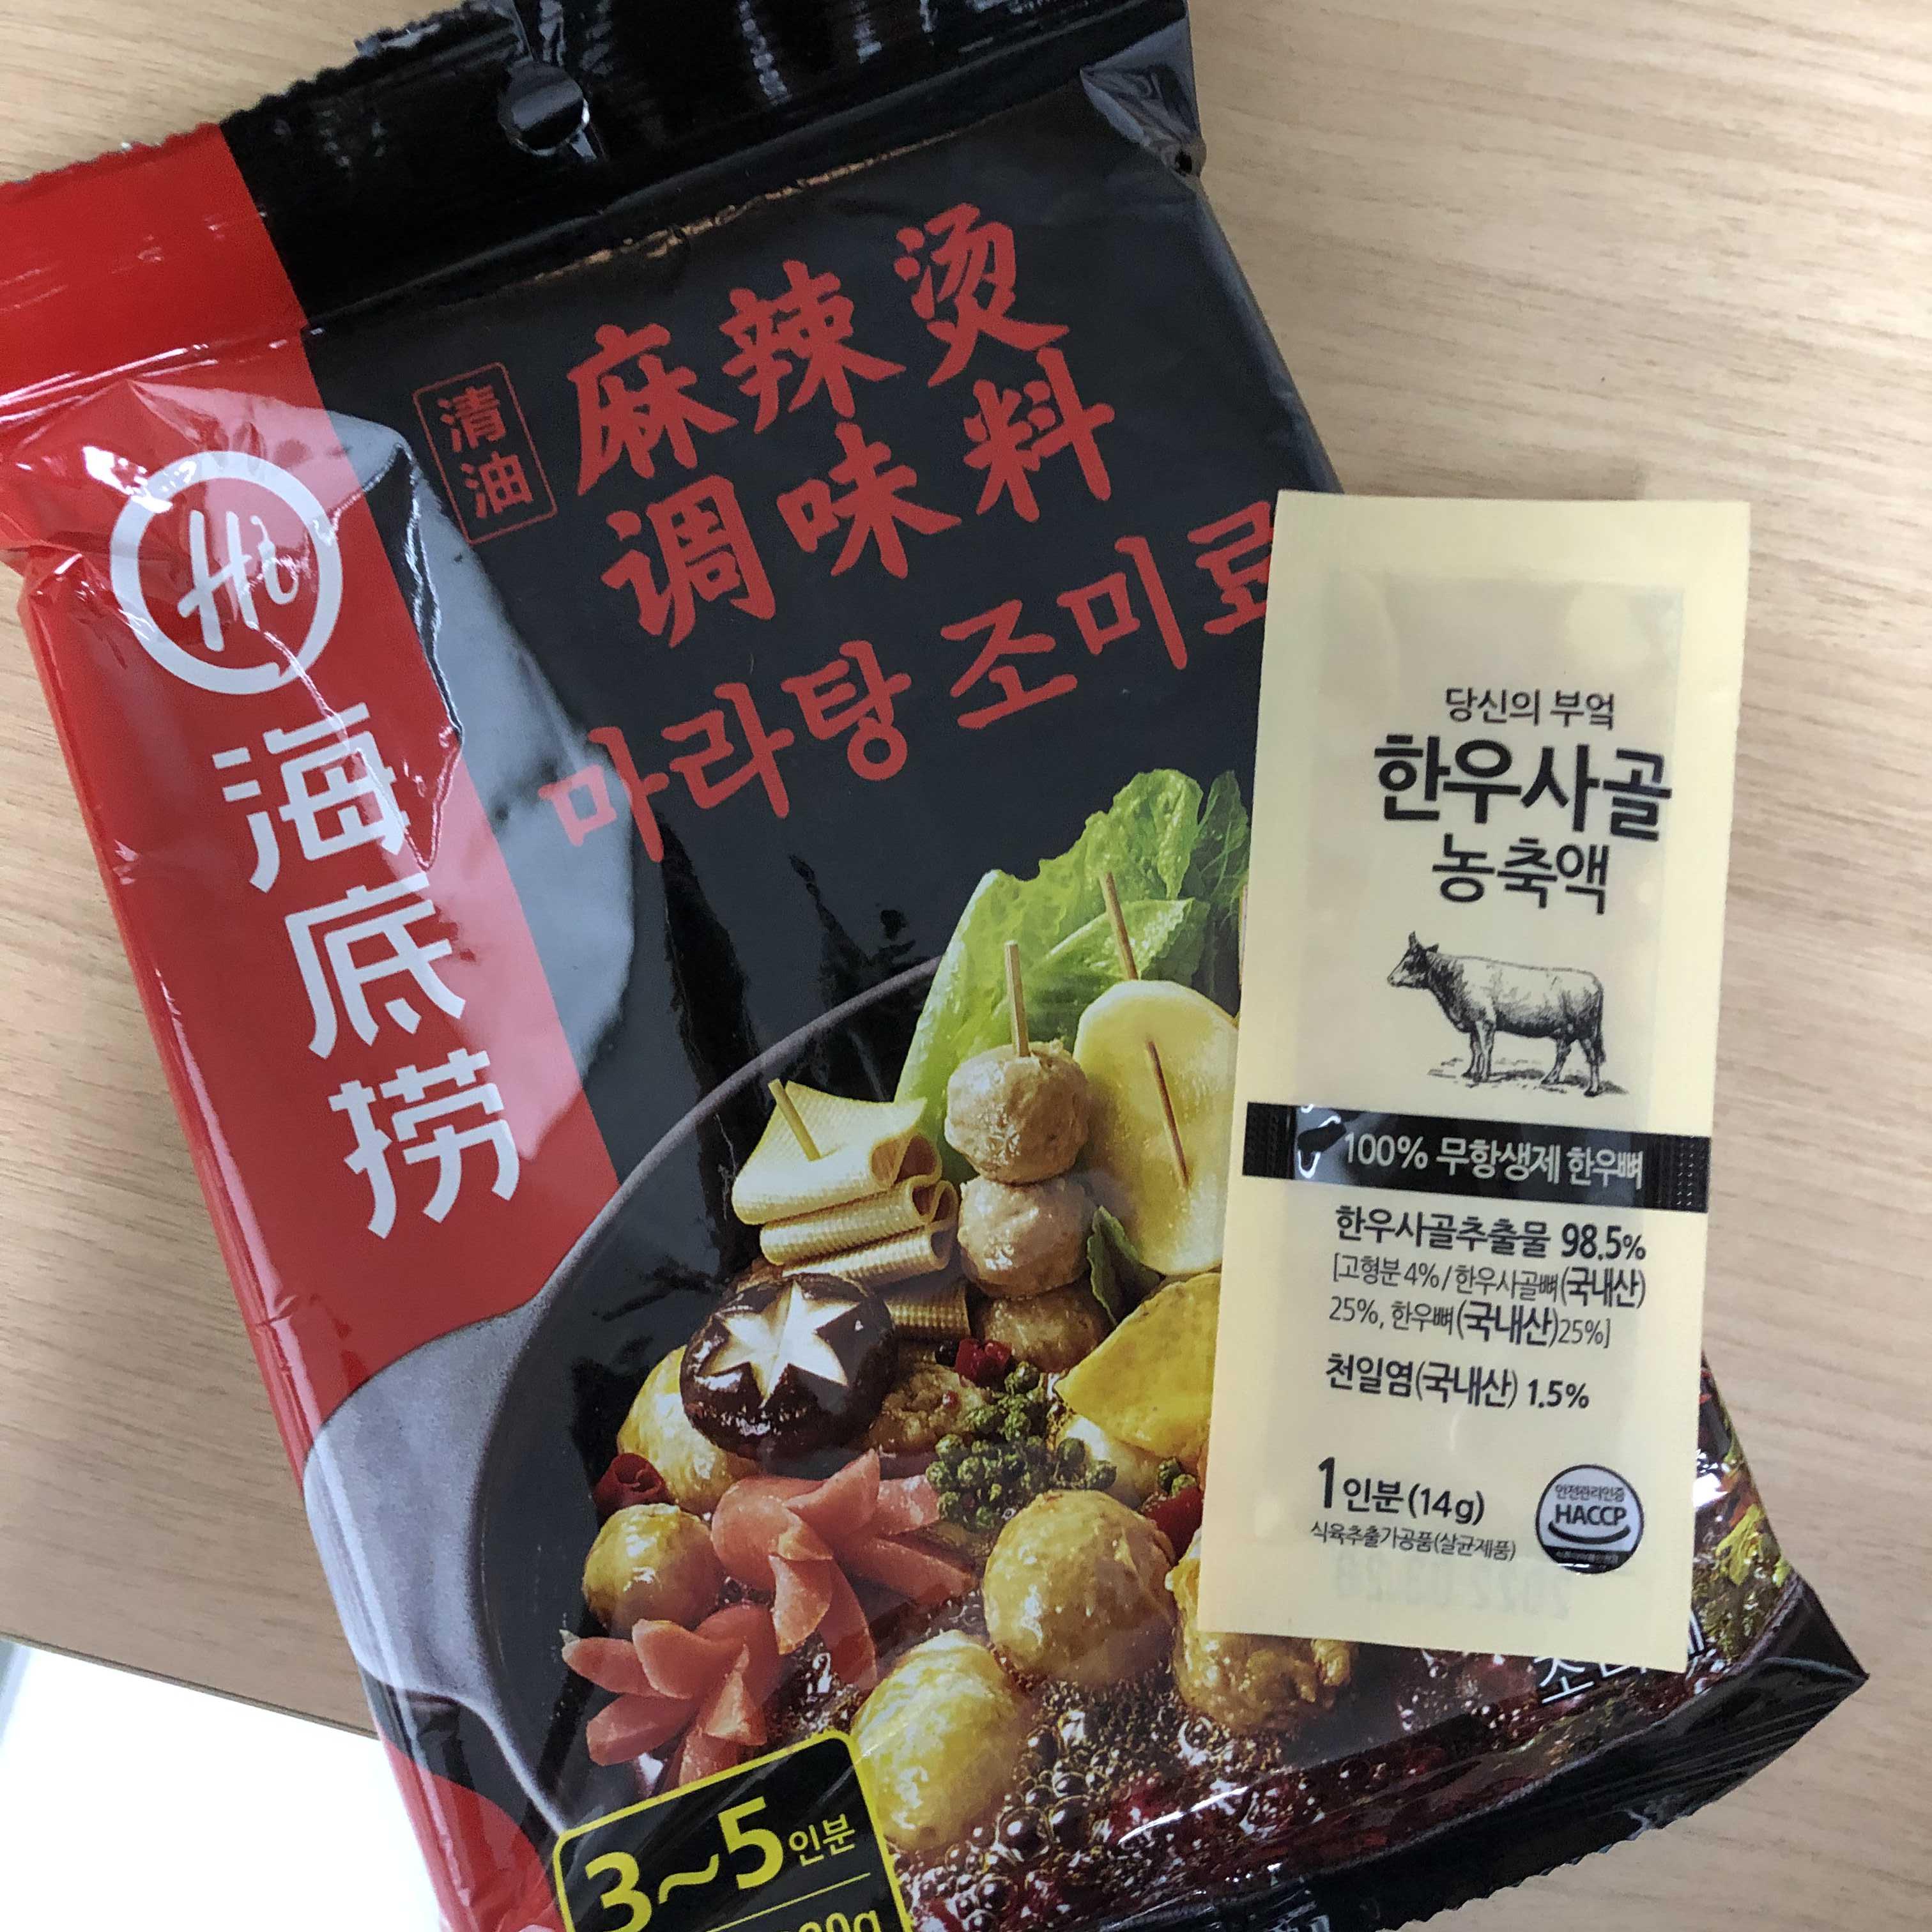 Hi
海底捞
清油
麻辣烫
调味料
마라탕 조미료
3~5인분
당신의 부엌
한우사골
농축액
100% 무항생제 한우뼈
한우사골추출물 98.5%
[고형분 4% / 한우사골뼈(국내산)
25%, 한우뼈(국내산)25%]
천일염(국내산) 1.5%
1인분(14g)
식육추출가공품(살균제품)
안전관리인증
HACCP